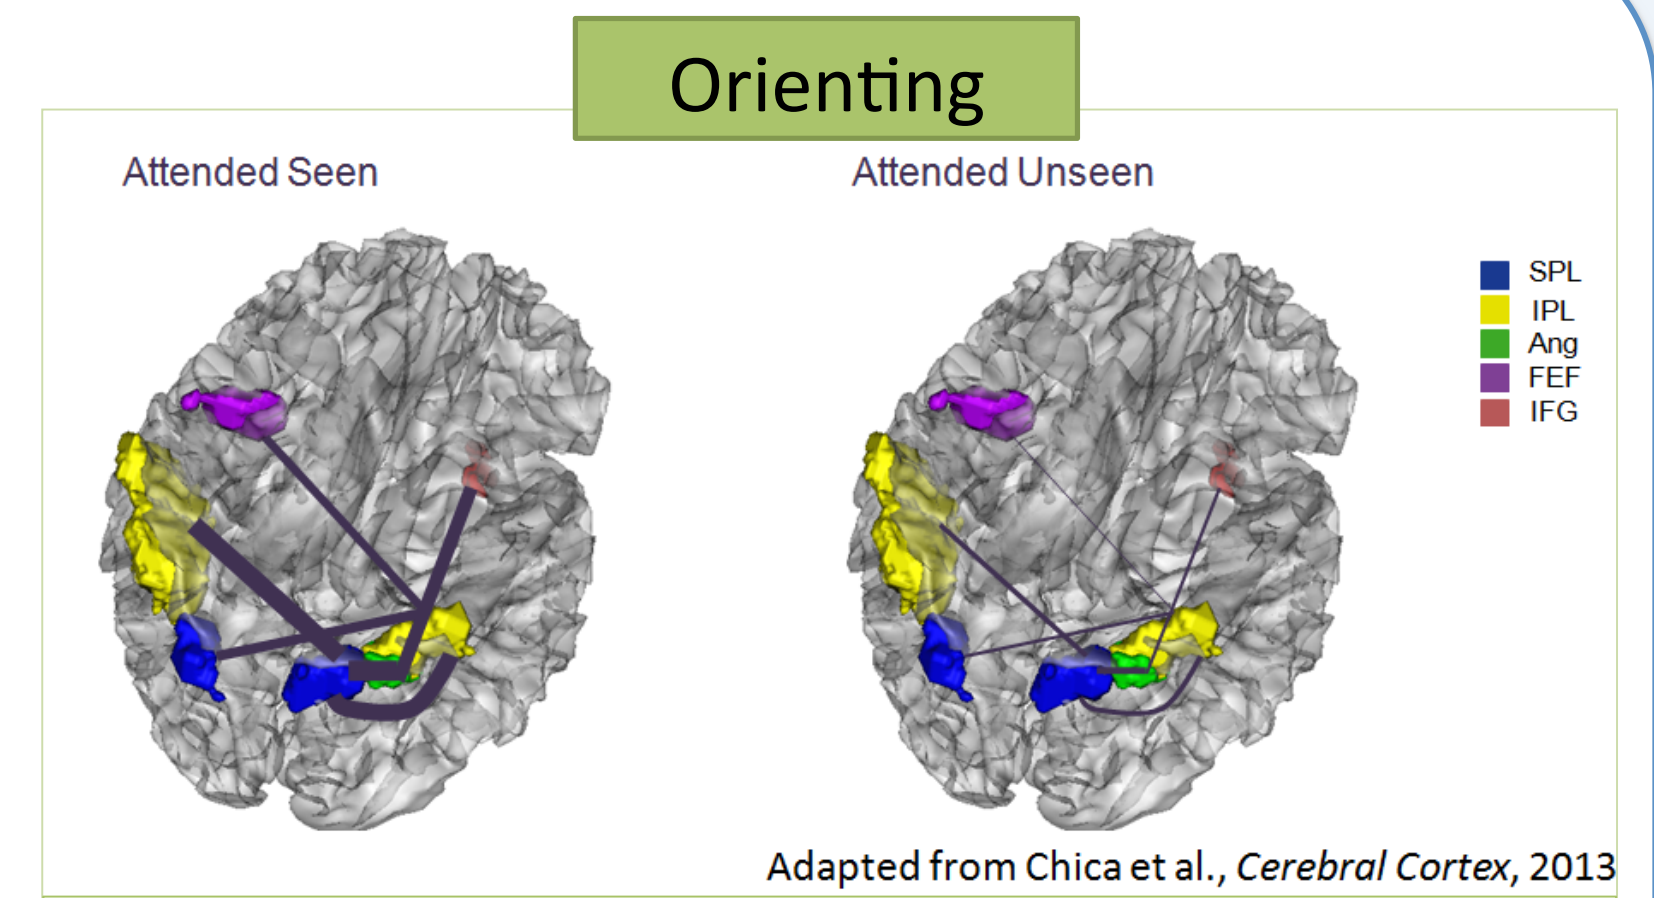 Orienting
Attended Seen
Attended Unseen
SPL
IPL
Ang
FEF
IFG
Adapted from Chica et al., Cerebral Cortex, 2013